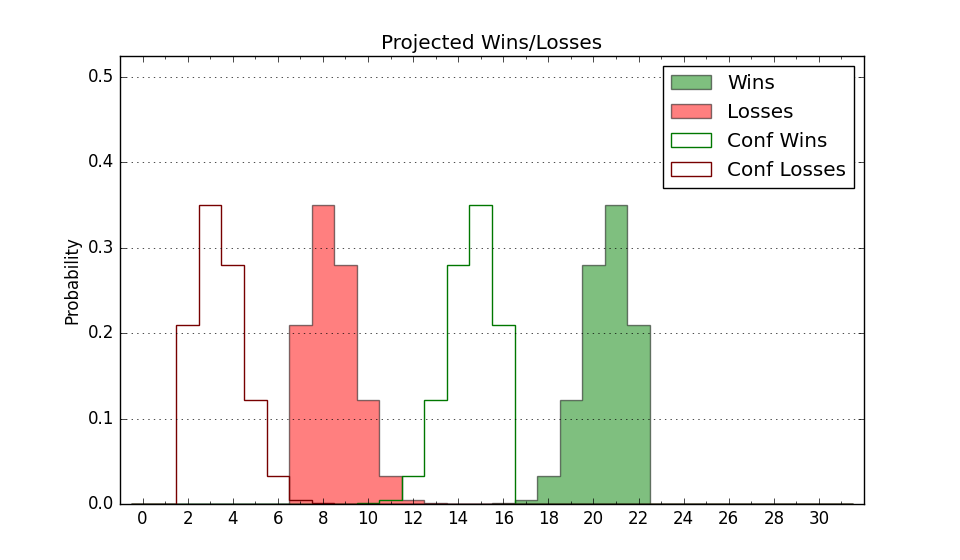 Projected Wins/Losses
0.5
0.4
0.3
0.2
0.1
0.0
Probability
Wins
Losses
Conf Wins
Conf Losses
0 2 4 6 8 10 12 14 16 18 20 22 24 26 28 30